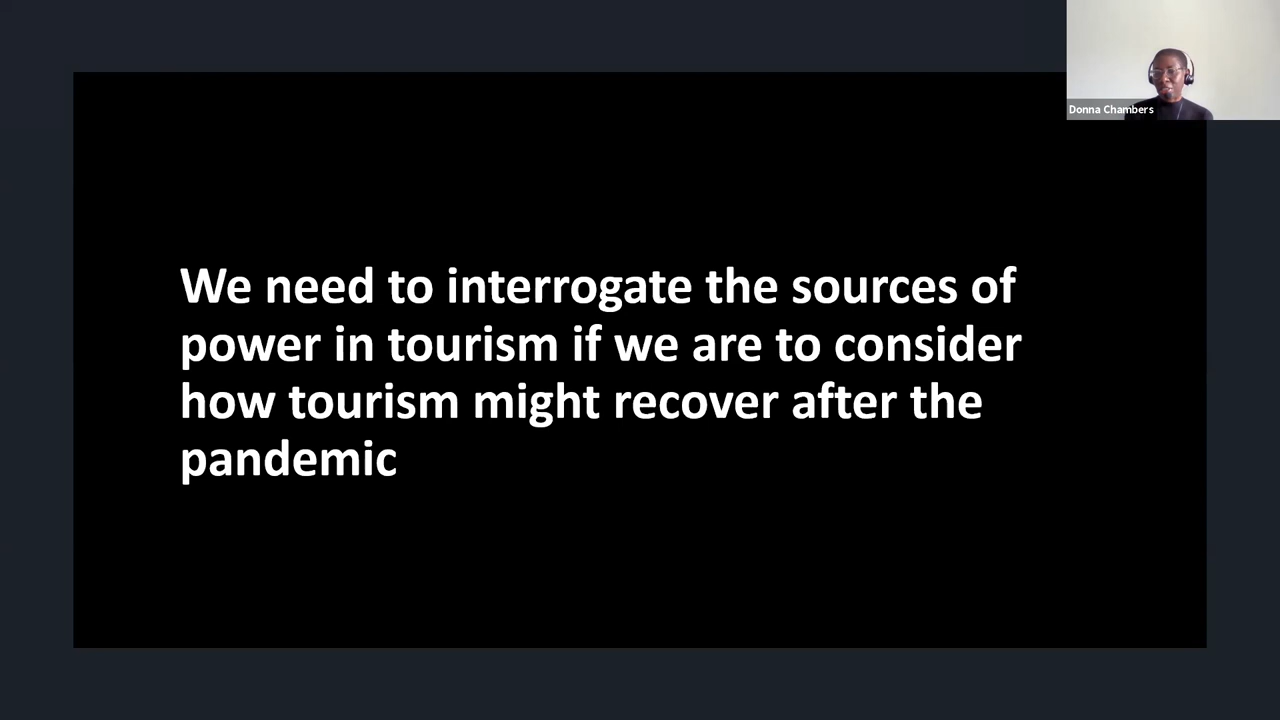 Donna Chambers
We need to interrogate the sources of
power in tourism if we are to consider
how tourism might recover after the
pandemic